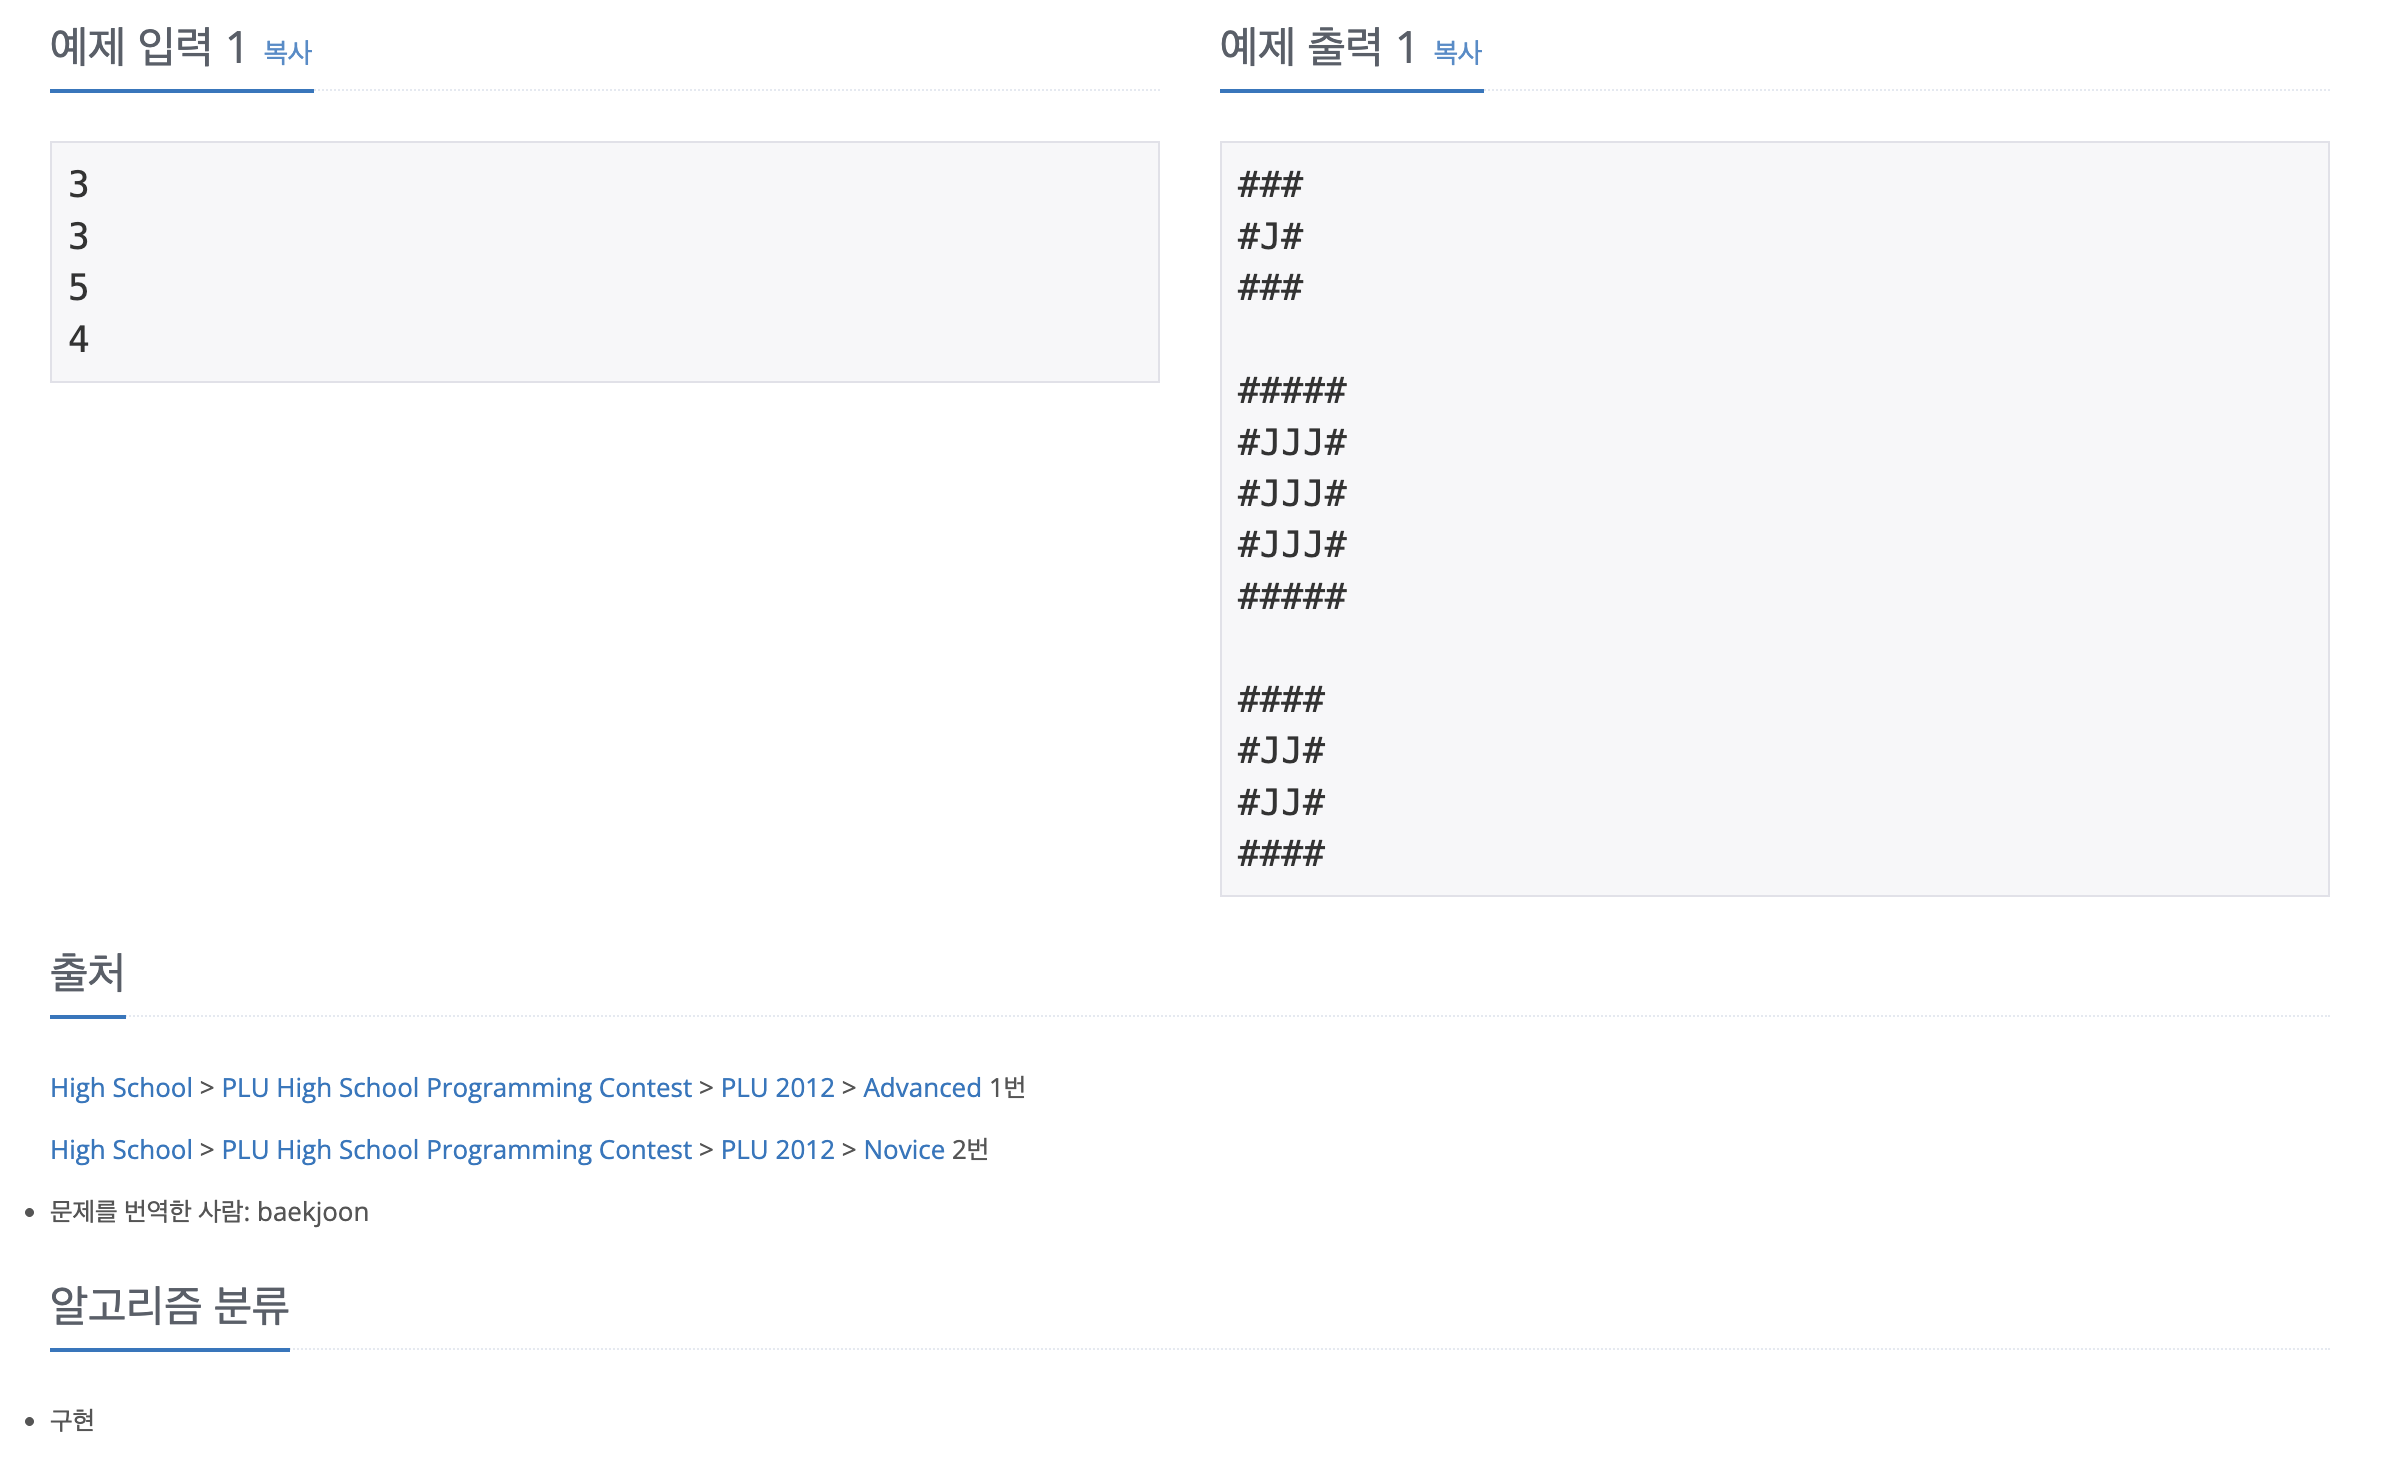 예제 입력 1 복사
3
3
5
4
예제 출력 1 복사
###
#J#
###

#####
#JJJ#
#JJJ#
#JJJ#
#####

####
#JJ#
#JJ#
####
출처
High School > PLU High School Programming Contest > PLU 2012 > Advanced 1번
High School > PLU High School Programming Contest > PLU 2012 > Novice 2번
• 문제를 번역한 사람: baekjoon
알고리즘 분류
• 구현